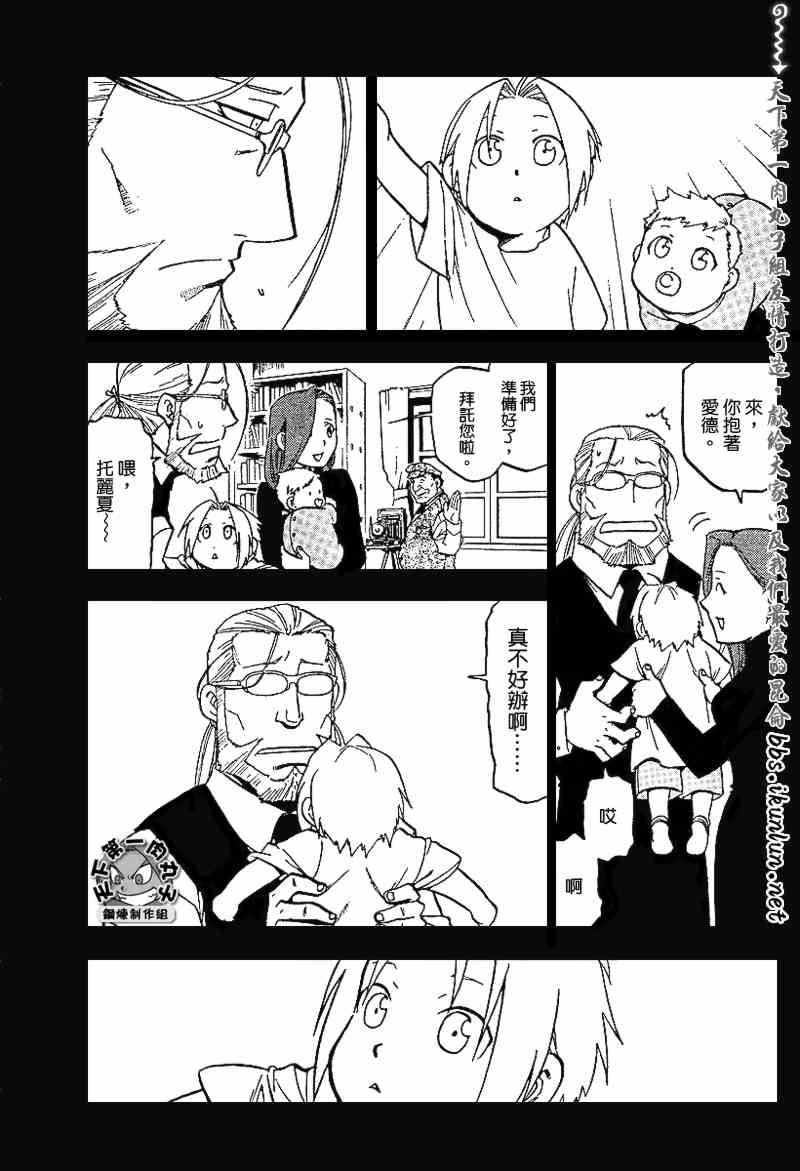 天下第一肉丸子組友情打造，獻給大家以及我們最愛的昆侖bbs.ikunlun.net
我們
準備好了，
拜託您啦。
喂，
托麗夏～
來，
你抱著
愛德。
哎
啊
真不好辦啊……
天下第一肉丸子
鋼煉制作組